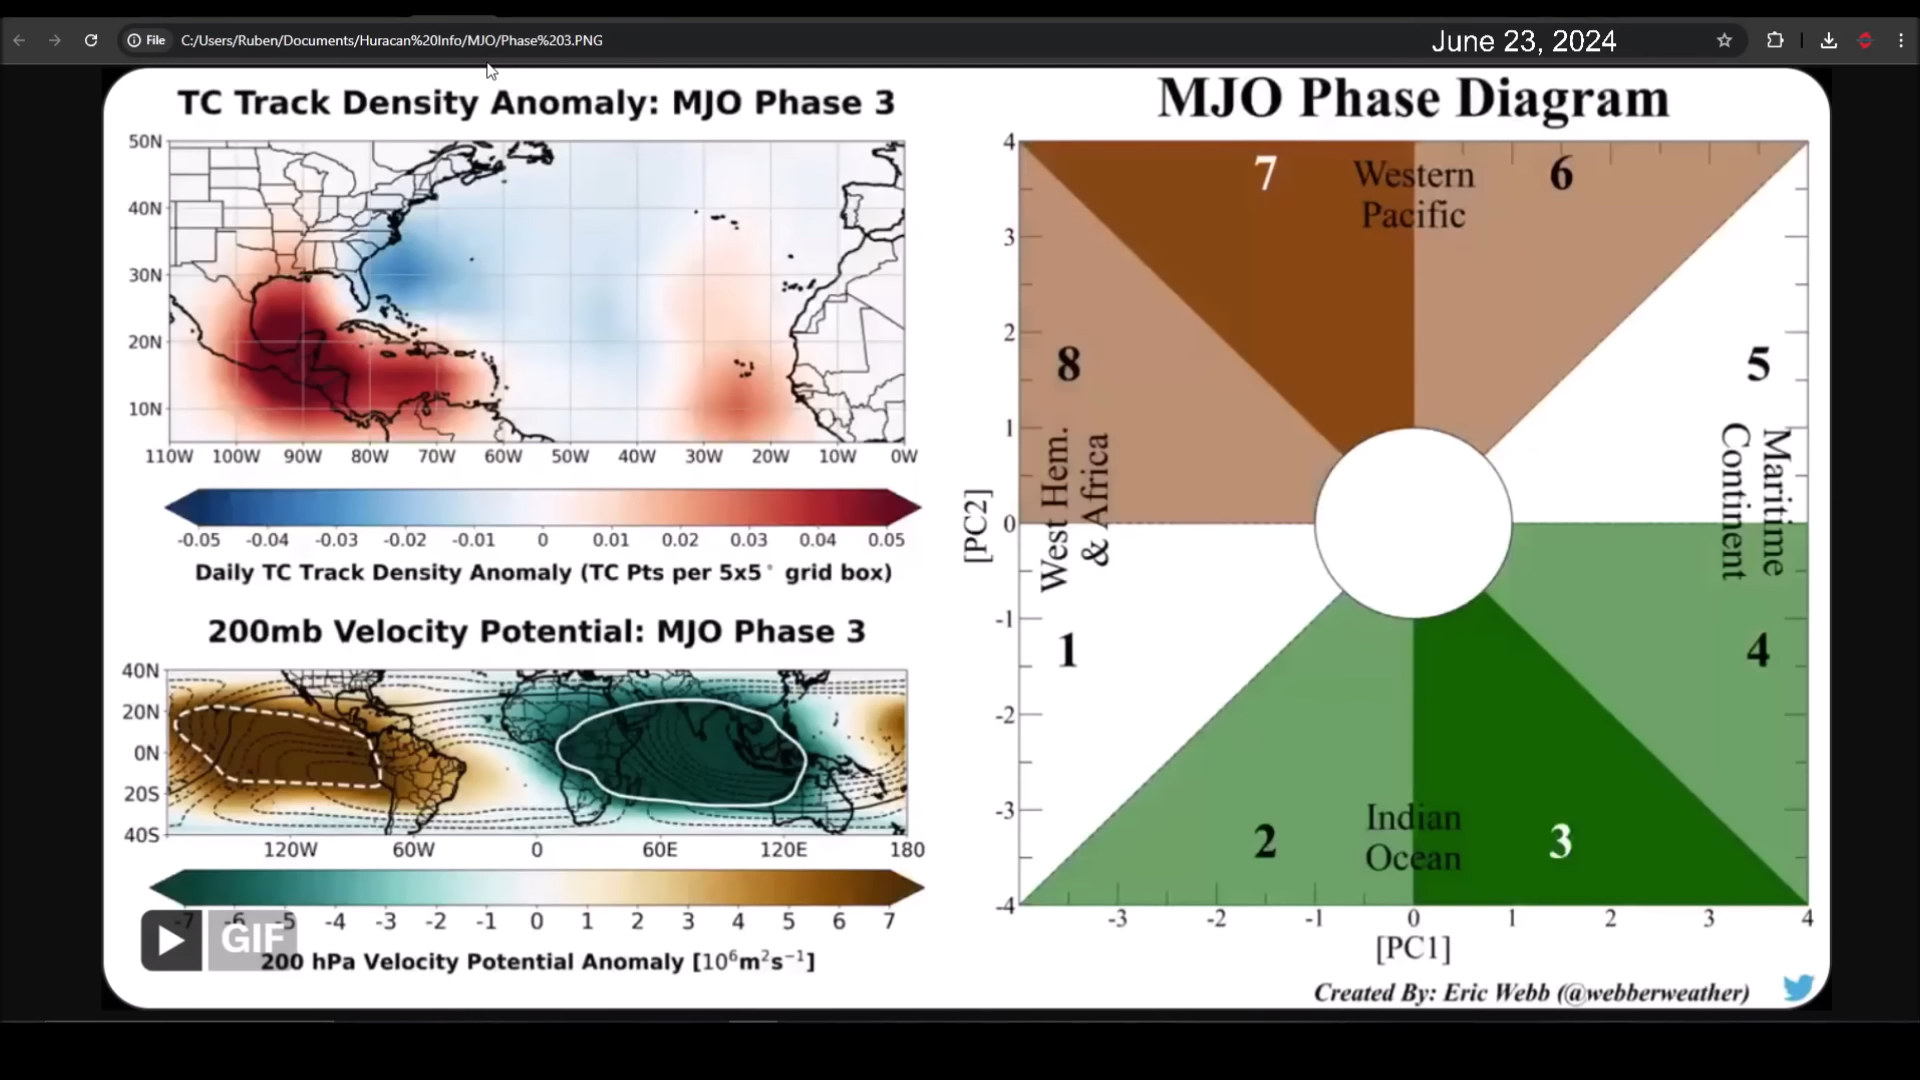 File
C:/Users/Ruben/Documents/Huracan%20Info/MJO/Phase%203.PNG
June 23, 2024
TC Track Density Anomaly: MJO Phase 3
50N
40N
30N
20N
10N
110W 100W 90W 80W 70W 60W 50W 40W 30W 20W 10W 0W
-0.05 -0.04 -0.03 -0.02 -0.01 0 0.01 0.02 0.03 0.04 0.05
Daily TC Track Density Anomaly (TC Pts per 5x5° grid box)
200mb Velocity Potential: MJO Phase 3
40N
20N
0N
20S
40S
120W 60W 0 60E 120E 180
-7 -6 -5 -4 -3 -2 -1 0 1 2 3 4 5 6 7
GIF
200 hPa Velocity Potential Anomaly [10⁶m²s⁻¹]
MJO Phase Diagram
4
3
2
1
0
-1
-2
-3
-4
[PC2]
7
Western
Pacific
6
8
5
West Hem.
& Africa
Maritime
Continent
1
4
2
Indian
Ocean
3
-3 -2 -1 0 1 2 3 4
[PC1]
Created By: Eric Webb (@webberweather)